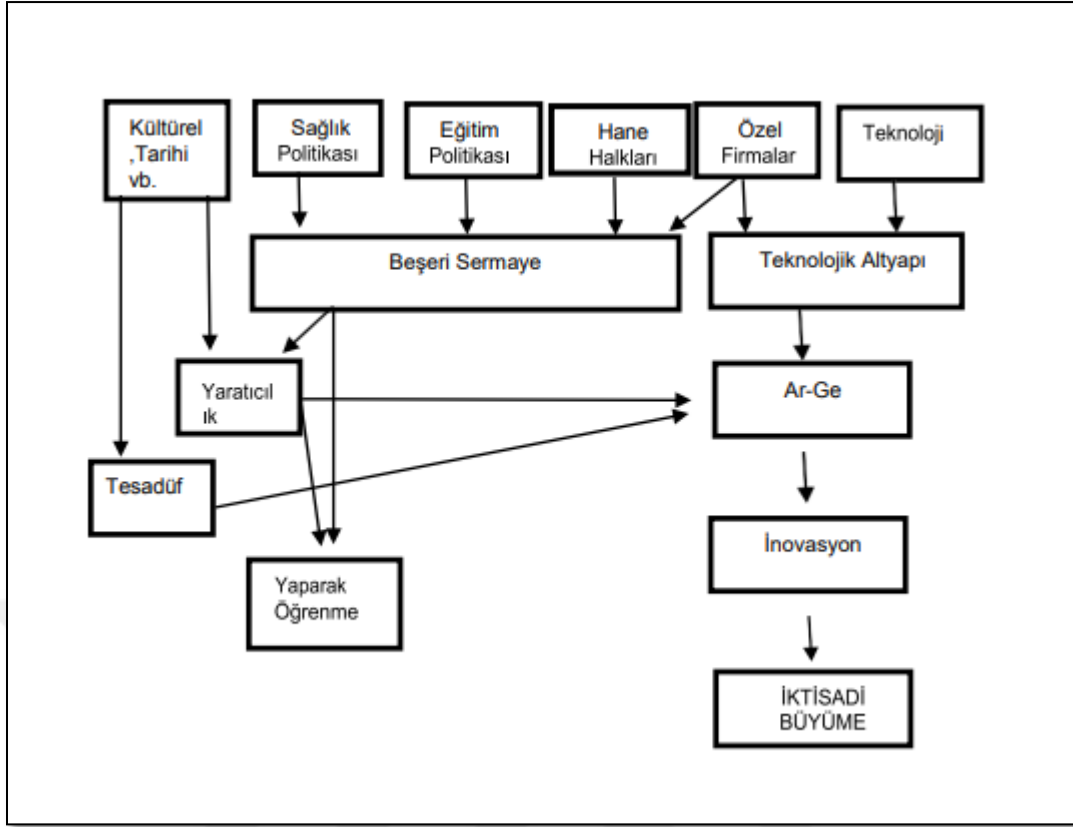 Kültürel
,Tarihi
vb.
Sağlık
Politikası
Eğitim
Politikası
Hane
Halkları
Özel
Firmalar
Teknoloji
Beşeri Sermaye
Teknolojik Altyapı
Yaratıcıl
ık
Ar-Ge
Tesadüf
İnovasyon
Yaparak
Öğrenme
İKTİSADİ
BÜYÜME